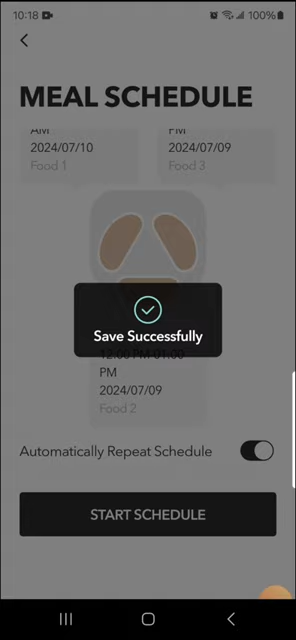 10:18
100%
MEAL SCHEDULE
AM
2024/07/10
Food 1
PM
2024/07/09
Food 3
Save Successfully
12:00 PM-01:00
PM
2024/07/09
Food 2
Automatically Repeat Schedule
START SCHEDULE